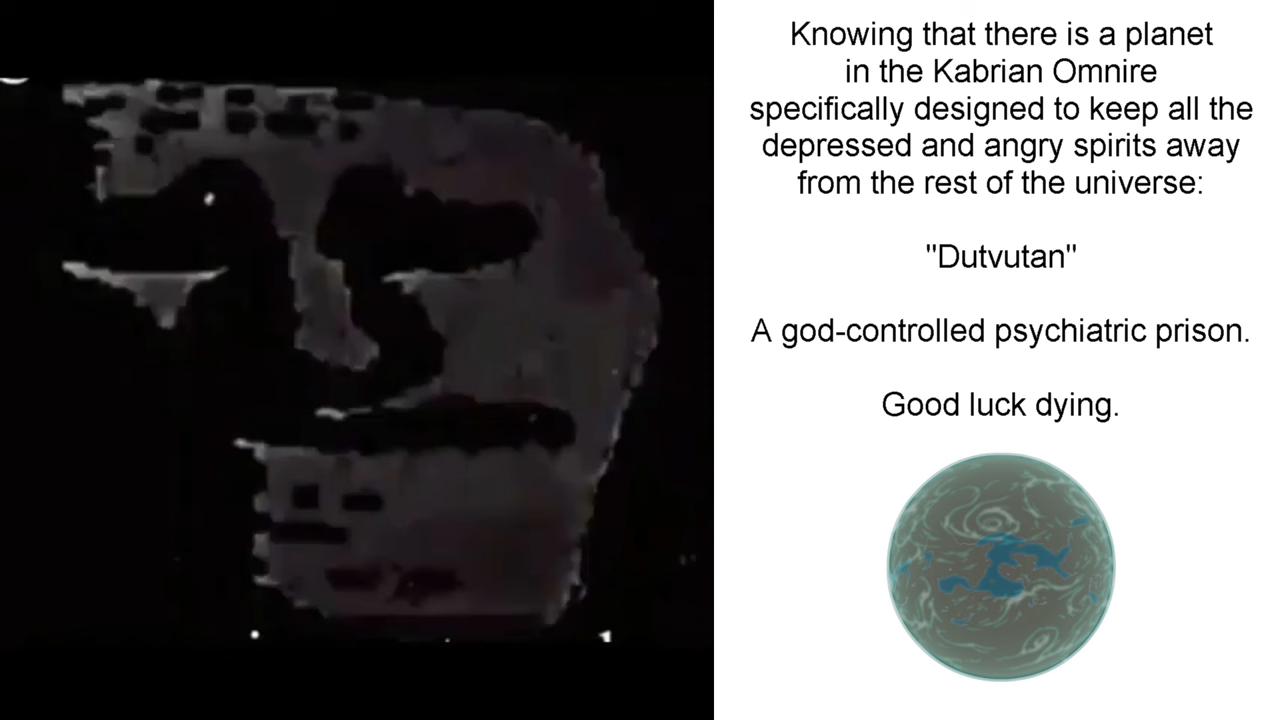 Knowing that there is a planet
in the Kabrian Omnire
specifically designed to keep all the
depressed and angry spirits away
from the rest of the universe:
"Dutvutan"
A god-controlled psychiatric prison.
Good luck dying.